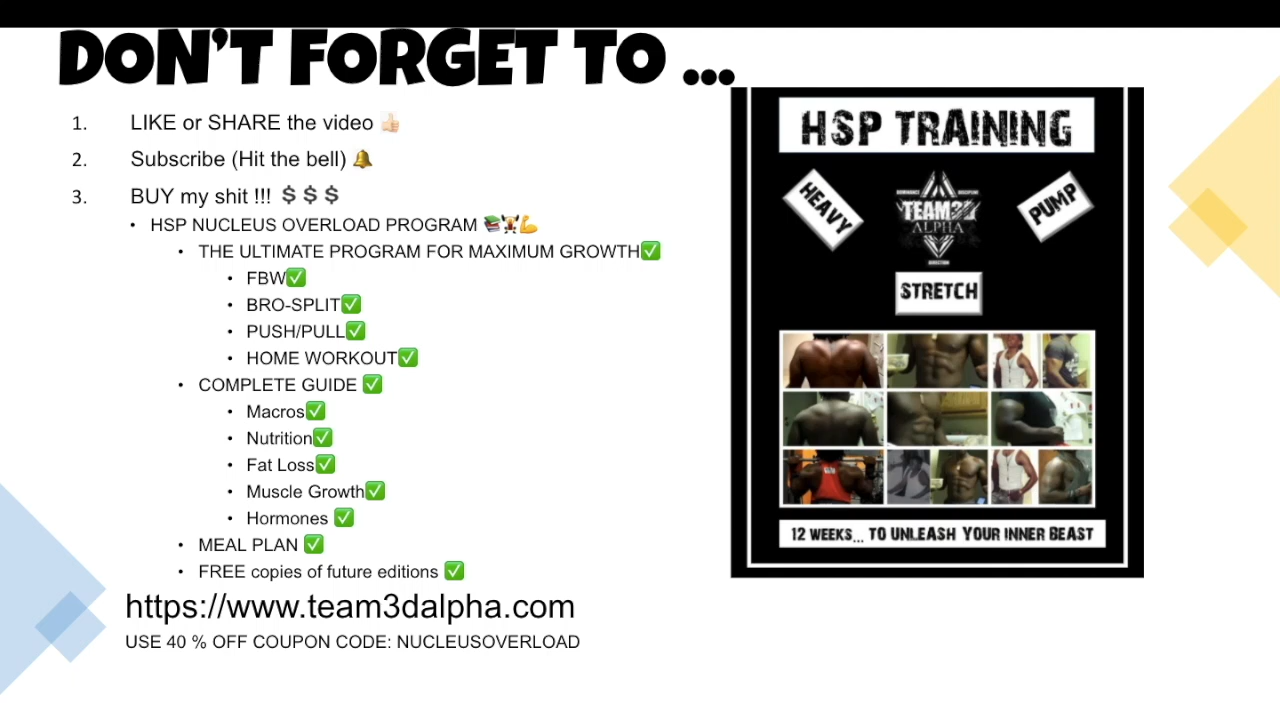 DON'T FORGET TO ...
1. LIKE or SHARE the video 👍🏻
2. Subscribe (Hit the bell) 🔔
3. BUY my shit !!! $ $ $
• HSP NUCLEUS OVERLOAD PROGRAM 📚🏋️💪
• THE ULTIMATE PROGRAM FOR MAXIMUM GROWTH✅
• FBW✅
• BRO-SPLIT✅
• PUSH/PULL✅
• HOME WORKOUT✅
• COMPLETE GUIDE ✅
• Macros✅
• Nutrition✅
• Fat Loss✅
• Muscle Growth✅
• Hormones ✅
• MEAL PLAN ✅
• FREE copies of future editions ✅
https://www.team3dalpha.com
USE 40 % OFF COUPON CODE: NUCLEUSOVERLOAD
HSP TRAINING
HEAVY
TEAM3D
ALPHA
PUMP
STRETCH
12 WEEKS... TO UNLEASH YOUR INNER BEAST